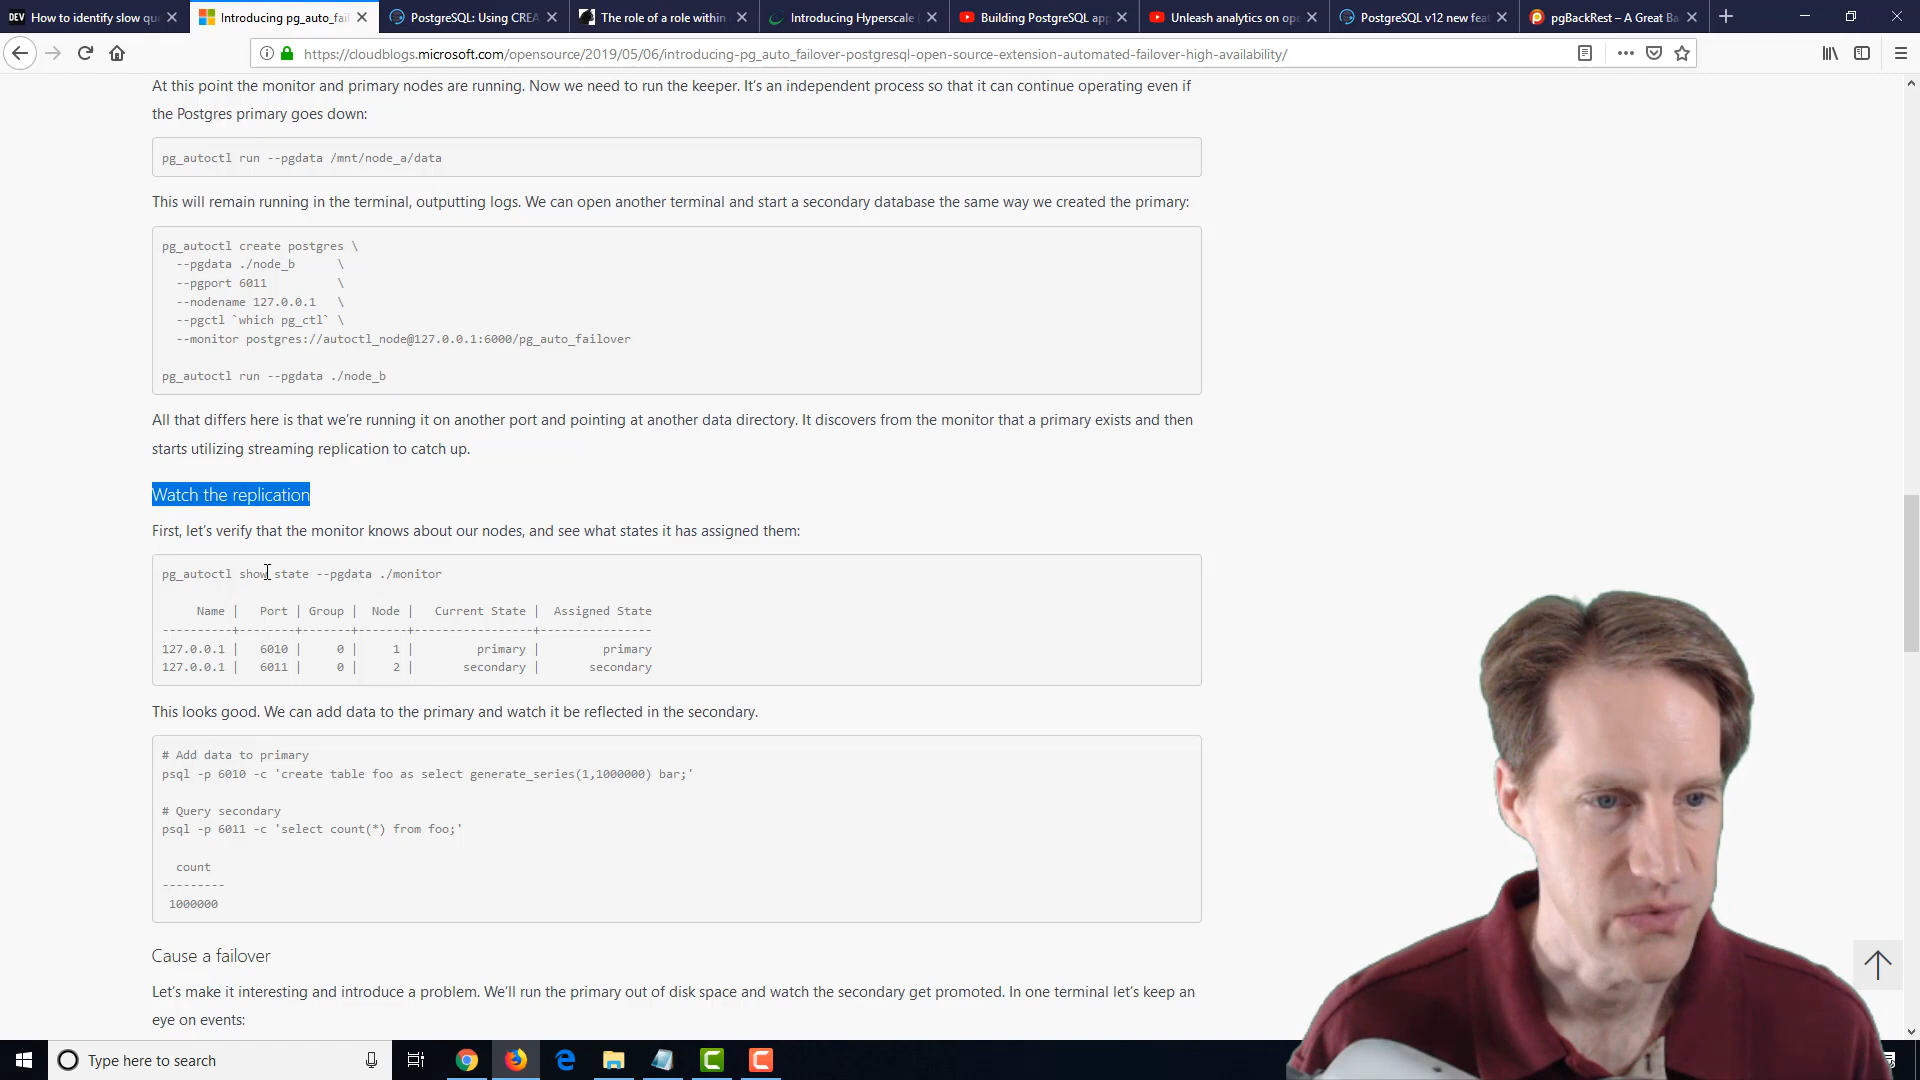 How to identify slow qu
Introducing pg_auto_fai
PostgreSQL: Using CREA
The role of a role within
Introducing Hyperscale (
Building PostgreSQL app
Unleash analytics on ope
PostgreSQL v12 new feat
pgBackRest – A Great Ba
https://cloudblogs.microsoft.com/opensource/2019/05/06/introducing-pg_auto_failover-postgresql-open-source-extension-automated-failover-high-availability/
At this point the monitor and primary nodes are running. Now we need to run the keeper. It's an independent process so that it can continue operating even if
the Postgres primary goes down:
pg_autoctl run --pgdata /mnt/node_a/data
This will remain running in the terminal, outputting logs. We can open another terminal and start a secondary database the same way we created the primary:
pg_autoctl create postgres \
--pgdata ./node_b \
--pgport 6011 \
--nodename 127.0.0.1 \
--pgctl `which pg_ctl` \
--monitor postgres://autoctl_node@127.0.0.1:6000/pg_auto_failover
pg_autoctl run --pgdata ./node_b
All that differs here is that we're running it on another port and pointing at another data directory. It discovers from the monitor that a primary exists and then
starts utilizing streaming replication to catch up.
Watch the replication
First, let's verify that the monitor knows about our nodes, and see what states it has assigned them:
pg_autoctl show state --pgdata ./monitor
Name | Port | Group | Node | Current State | Assigned State
----------+--------+-------+-------+-----------------+----------------
127.0.0.1 | 6010 | 0 | 1 | primary | primary
127.0.0.1 | 6011 | 0 | 2 | secondary | secondary
This looks good. We can add data to the primary and watch it be reflected in the secondary.
# Add data to primary
psql -p 6010 -c 'create table foo as select generate_series(1,1000000) bar;'
# Query secondary
psql -p 6011 -c 'select count(*) from foo;'
count
---------
1000000
Cause a failover
Let's make it interesting and introduce a problem. We'll run the primary out of disk space and watch the secondary get promoted. In one terminal let's keep an
eye on events:
Type here to search